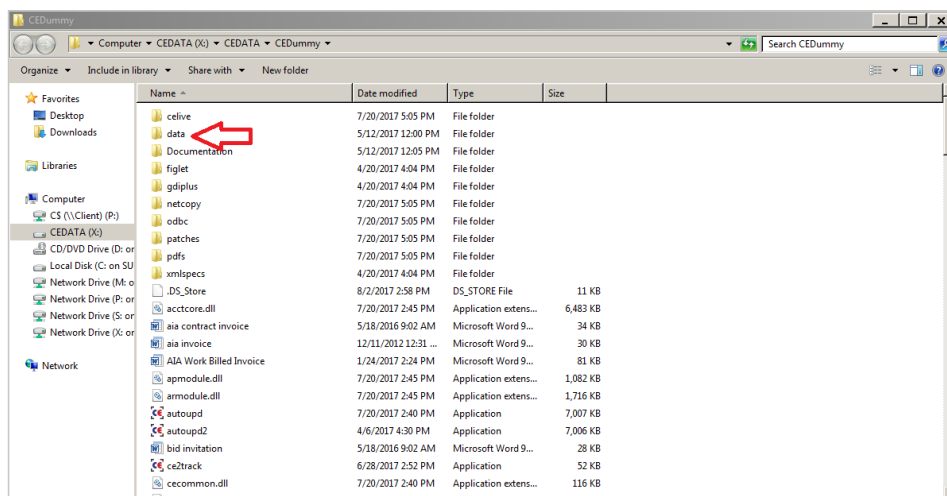 CEDummy
Computer CEDATA (X:) CEDATA CEDummy Search CEDummy
Organize Include in library Share with New folder
Favorites
Desktop
Downloads
Libraries
Computer
C$ (\\Client) (P:)
CEDATA (X:)
CD/DVD Drive (D: or
Local Disk (C: on SU
Network Drive (M: o
Network Drive (P: or
Network Drive (S: or
Network Drive (X: or
Network
Name Date modified Type Size
celive 7/20/2017 5:05 PM File folder
data 5/12/2017 12:00 PM File folder
Documentation 5/12/2017 12:05 PM File folder
figlet 4/20/2017 4:04 PM File folder
gdiplus 4/20/2017 4:04 PM File folder
netcopy 7/20/2017 5:05 PM File folder
odbc 7/20/2017 5:05 PM File folder
patches 7/20/2017 5:05 PM File folder
pdfs 7/20/2017 5:05 PM File folder
xmlspecs 4/20/2017 4:04 PM File folder
.DS_Store 8/2/2017 2:58 PM DS_STORE File 11 KB
acctcore.dll 7/20/2017 2:45 PM Application extens... 6,483 KB
aia contract invoice 5/18/2016 9:02 AM Microsoft Word 9... 34 KB
aia invoice 12/11/2012 12:31 ... Microsoft Word 9... 30 KB
AIA Work Billed Invoice 1/24/2017 2:24 PM Microsoft Word 9... 81 KB
apmodule.dll 7/20/2017 2:45 PM Application extens... 1,082 KB
armodule.dll 7/20/2017 2:45 PM Application extens... 1,716 KB
autoupd 7/20/2017 2:40 PM Application 7,007 KB
autoupd2 4/6/2017 4:30 PM Application 7,006 KB
bid invitation 5/18/2016 9:02 AM Microsoft Word 9... 28 KB
ce2track 6/28/2017 2:52 PM Application 52 KB
cecommon.dll 7/20/2017 2:40 PM Application extens... 116 KB